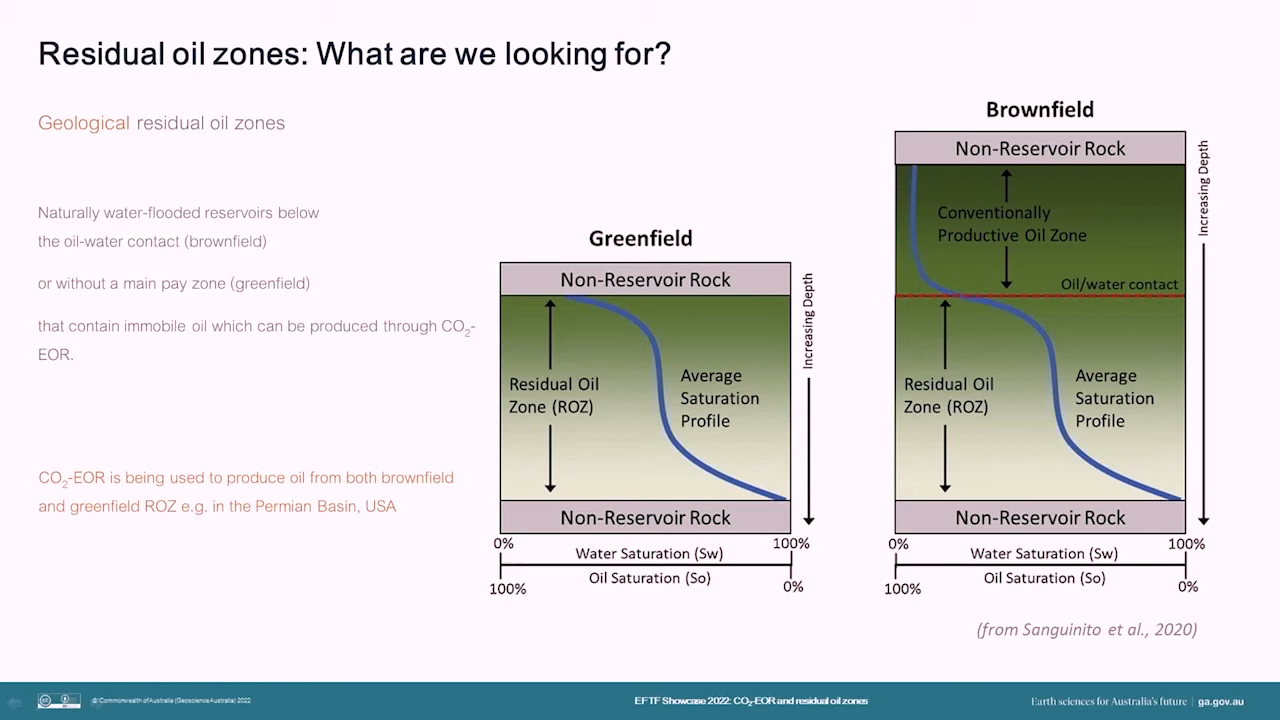 Residual oil zones: What are we looking for?
Geological residual oil zones
Naturally water-flooded reservoirs below
the oil-water contact (brownfield)
or without a main pay zone (greenfield)
that contain immobile oil which can be produced through CO2-
EOR.
CO2-EOR is being used to produce oil from both brownfield
and greenfield ROZ e.g. in the Permian Basin, USA
Greenfield
Non-Reservoir Rock
Residual Oil
Zone (ROZ)
Average
Saturation
Profile
Non-Reservoir Rock
Increasing Depth
0% 100%
Water Saturation (Sw)
Oil Saturation (So)
100% 0%
Brownfield
Non-Reservoir Rock
Conventionally
Productive Oil Zone
Oil/water contact
Residual Oil
Zone (ROZ)
Average
Saturation
Profile
Non-Reservoir Rock
Increasing Depth
0% 100%
Water Saturation (Sw)
Oil Saturation (So)
100% 0%
(from Sanguinito et al., 2020)
© Commonwealth of Australia (Geoscience Australia) 2022
EFTF Showcase 2022: CO2-EOR and residual oil zones
Earth sciences for Australia's future | ga.gov.au